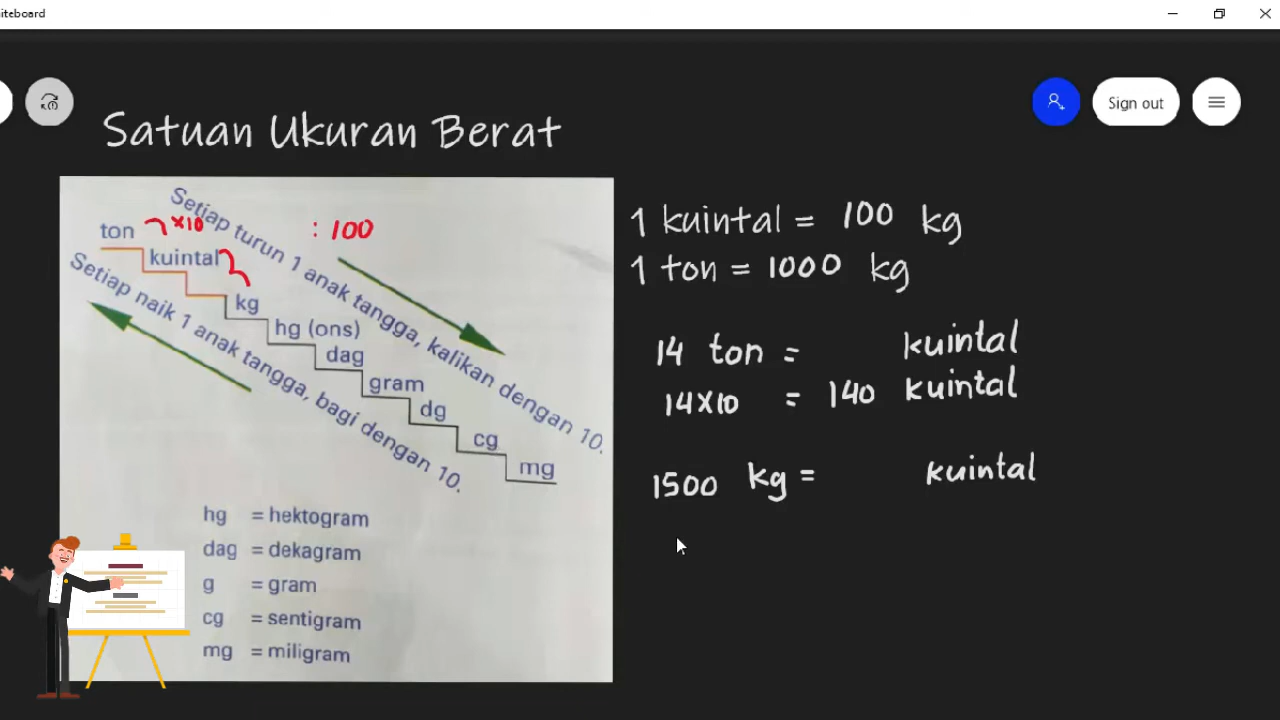 iteboard
Sign out
Satuan Ukuran Berat
Setiap turun 1 anak tangga, kalikan dengan 10.
Setiap naik 1 anak tangga, bagi dengan 10.
ton
x10
: 100
kuintal
kg
hg (ons)
dag
gram
dg
cg
mg
hg = hektogram
dag = dekagram
g = gram
cg = sentigram
mg = miligram
1 kuintal = 100 kg
1 ton = 1000 kg
14 ton = kuintal
14x10 = 140 kuintal
1500 kg = kuintal